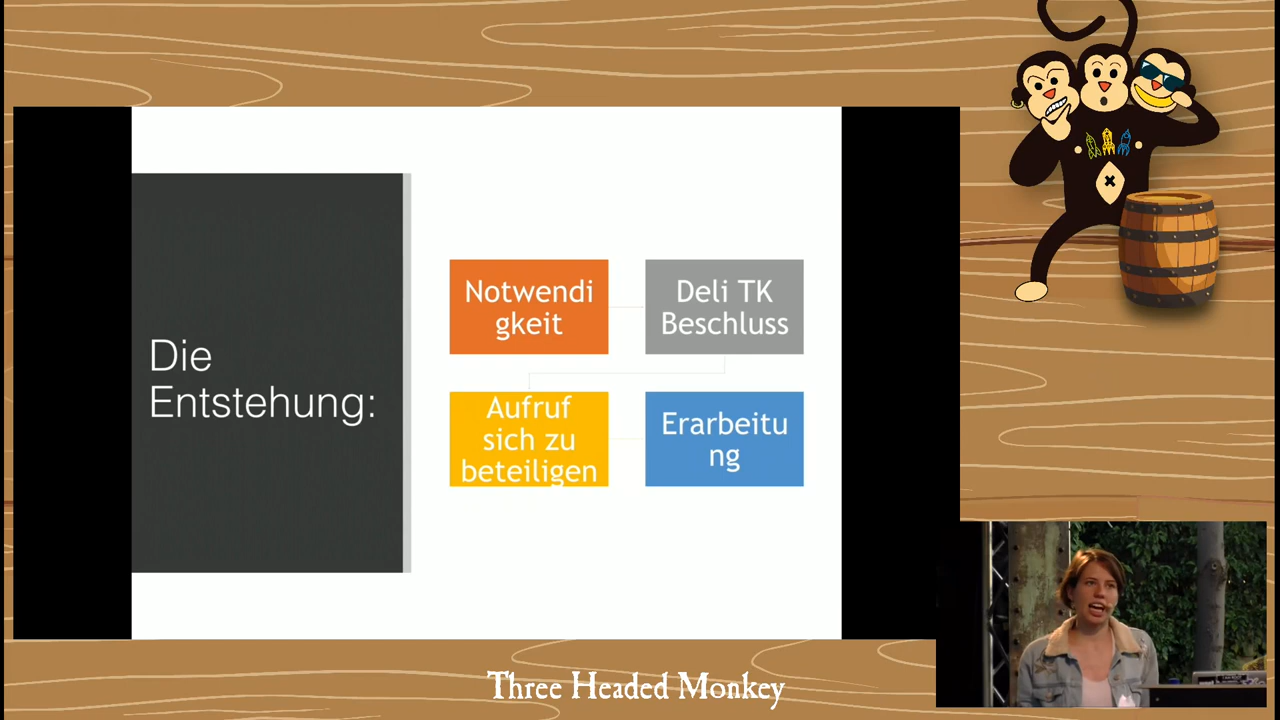 Die
Entstehung:
Notwendi
gkeit
Deli TK
Beschluss
Aufruf
sich zu
beteiligen
Erarbeitu
ng
Three Headed Monkey